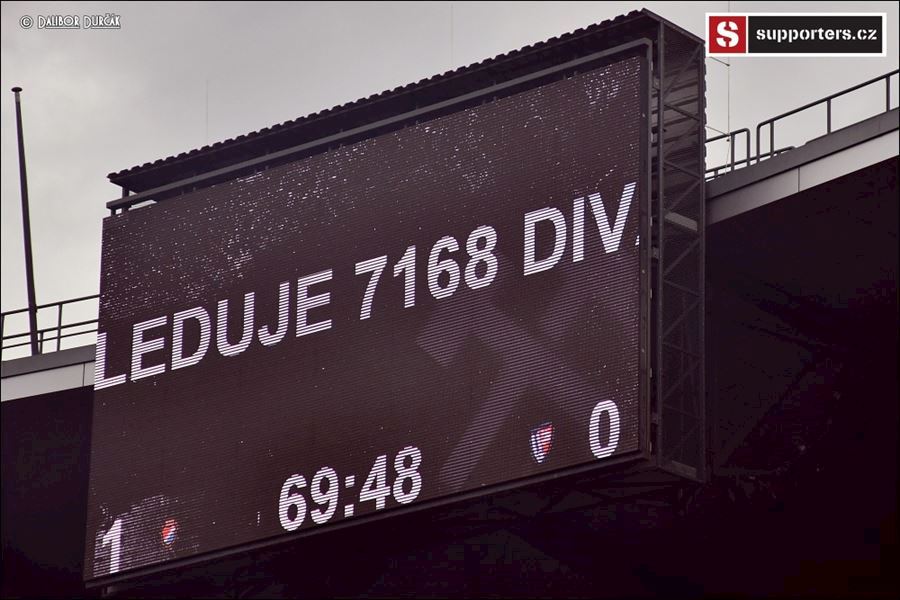 © DALIBOR DURČÁK
S supporters.cz
LEDUJE 7168 DIV
69:48
1 0